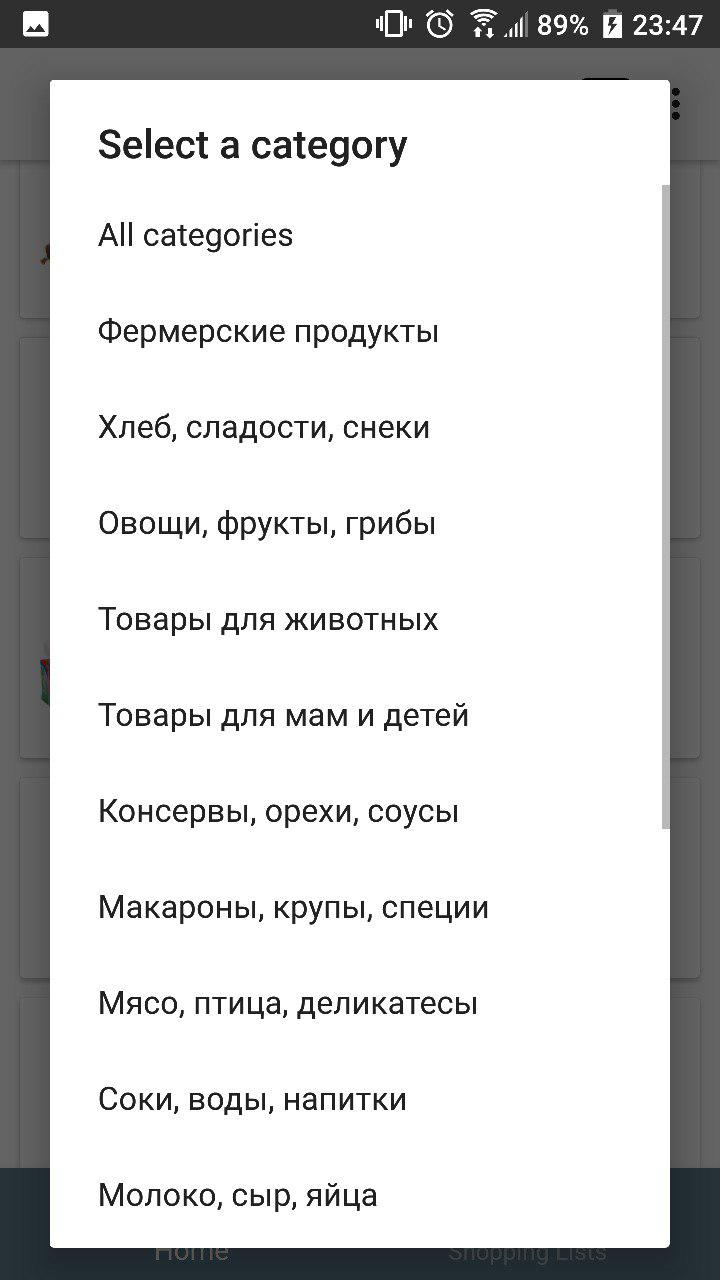 89% 23:47
Select a category
All categories
Фермерские продукты
Хлеб, сладости, снеки
Овощи, фрукты, грибы
Товары для животных
Товары для мам и детей
Консервы, орехи, соусы
Макароны, крупы, специи
Мясо, птица, деликатесы
Соки, воды, напитки
Молоко, сыр, яйца
Home Shopping Lists